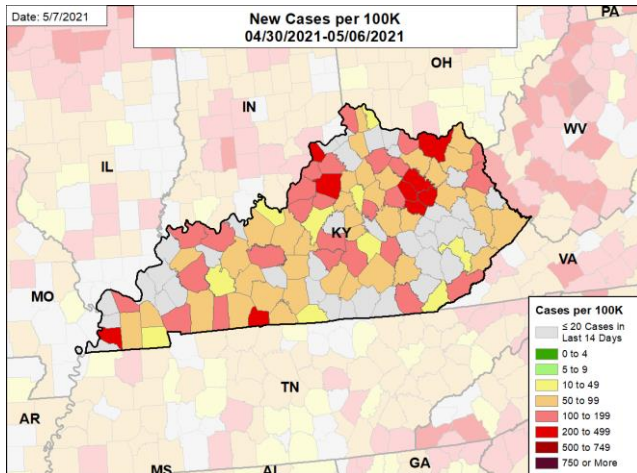 Date: 5/7/2021
New Cases per 100K
04/30/2021-05/06/2021
PA
OH
IN
WV
IL
KY
MO
VA
TN
AR
MS
AL
GA
Cases per 100K
≤ 20 Cases in
Last 14 Days
0 to 4
5 to 9
10 to 49
50 to 99
100 to 199
200 to 499
500 to 749
750 or More